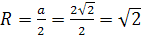 R = a/2 = 2√2/2 = √2